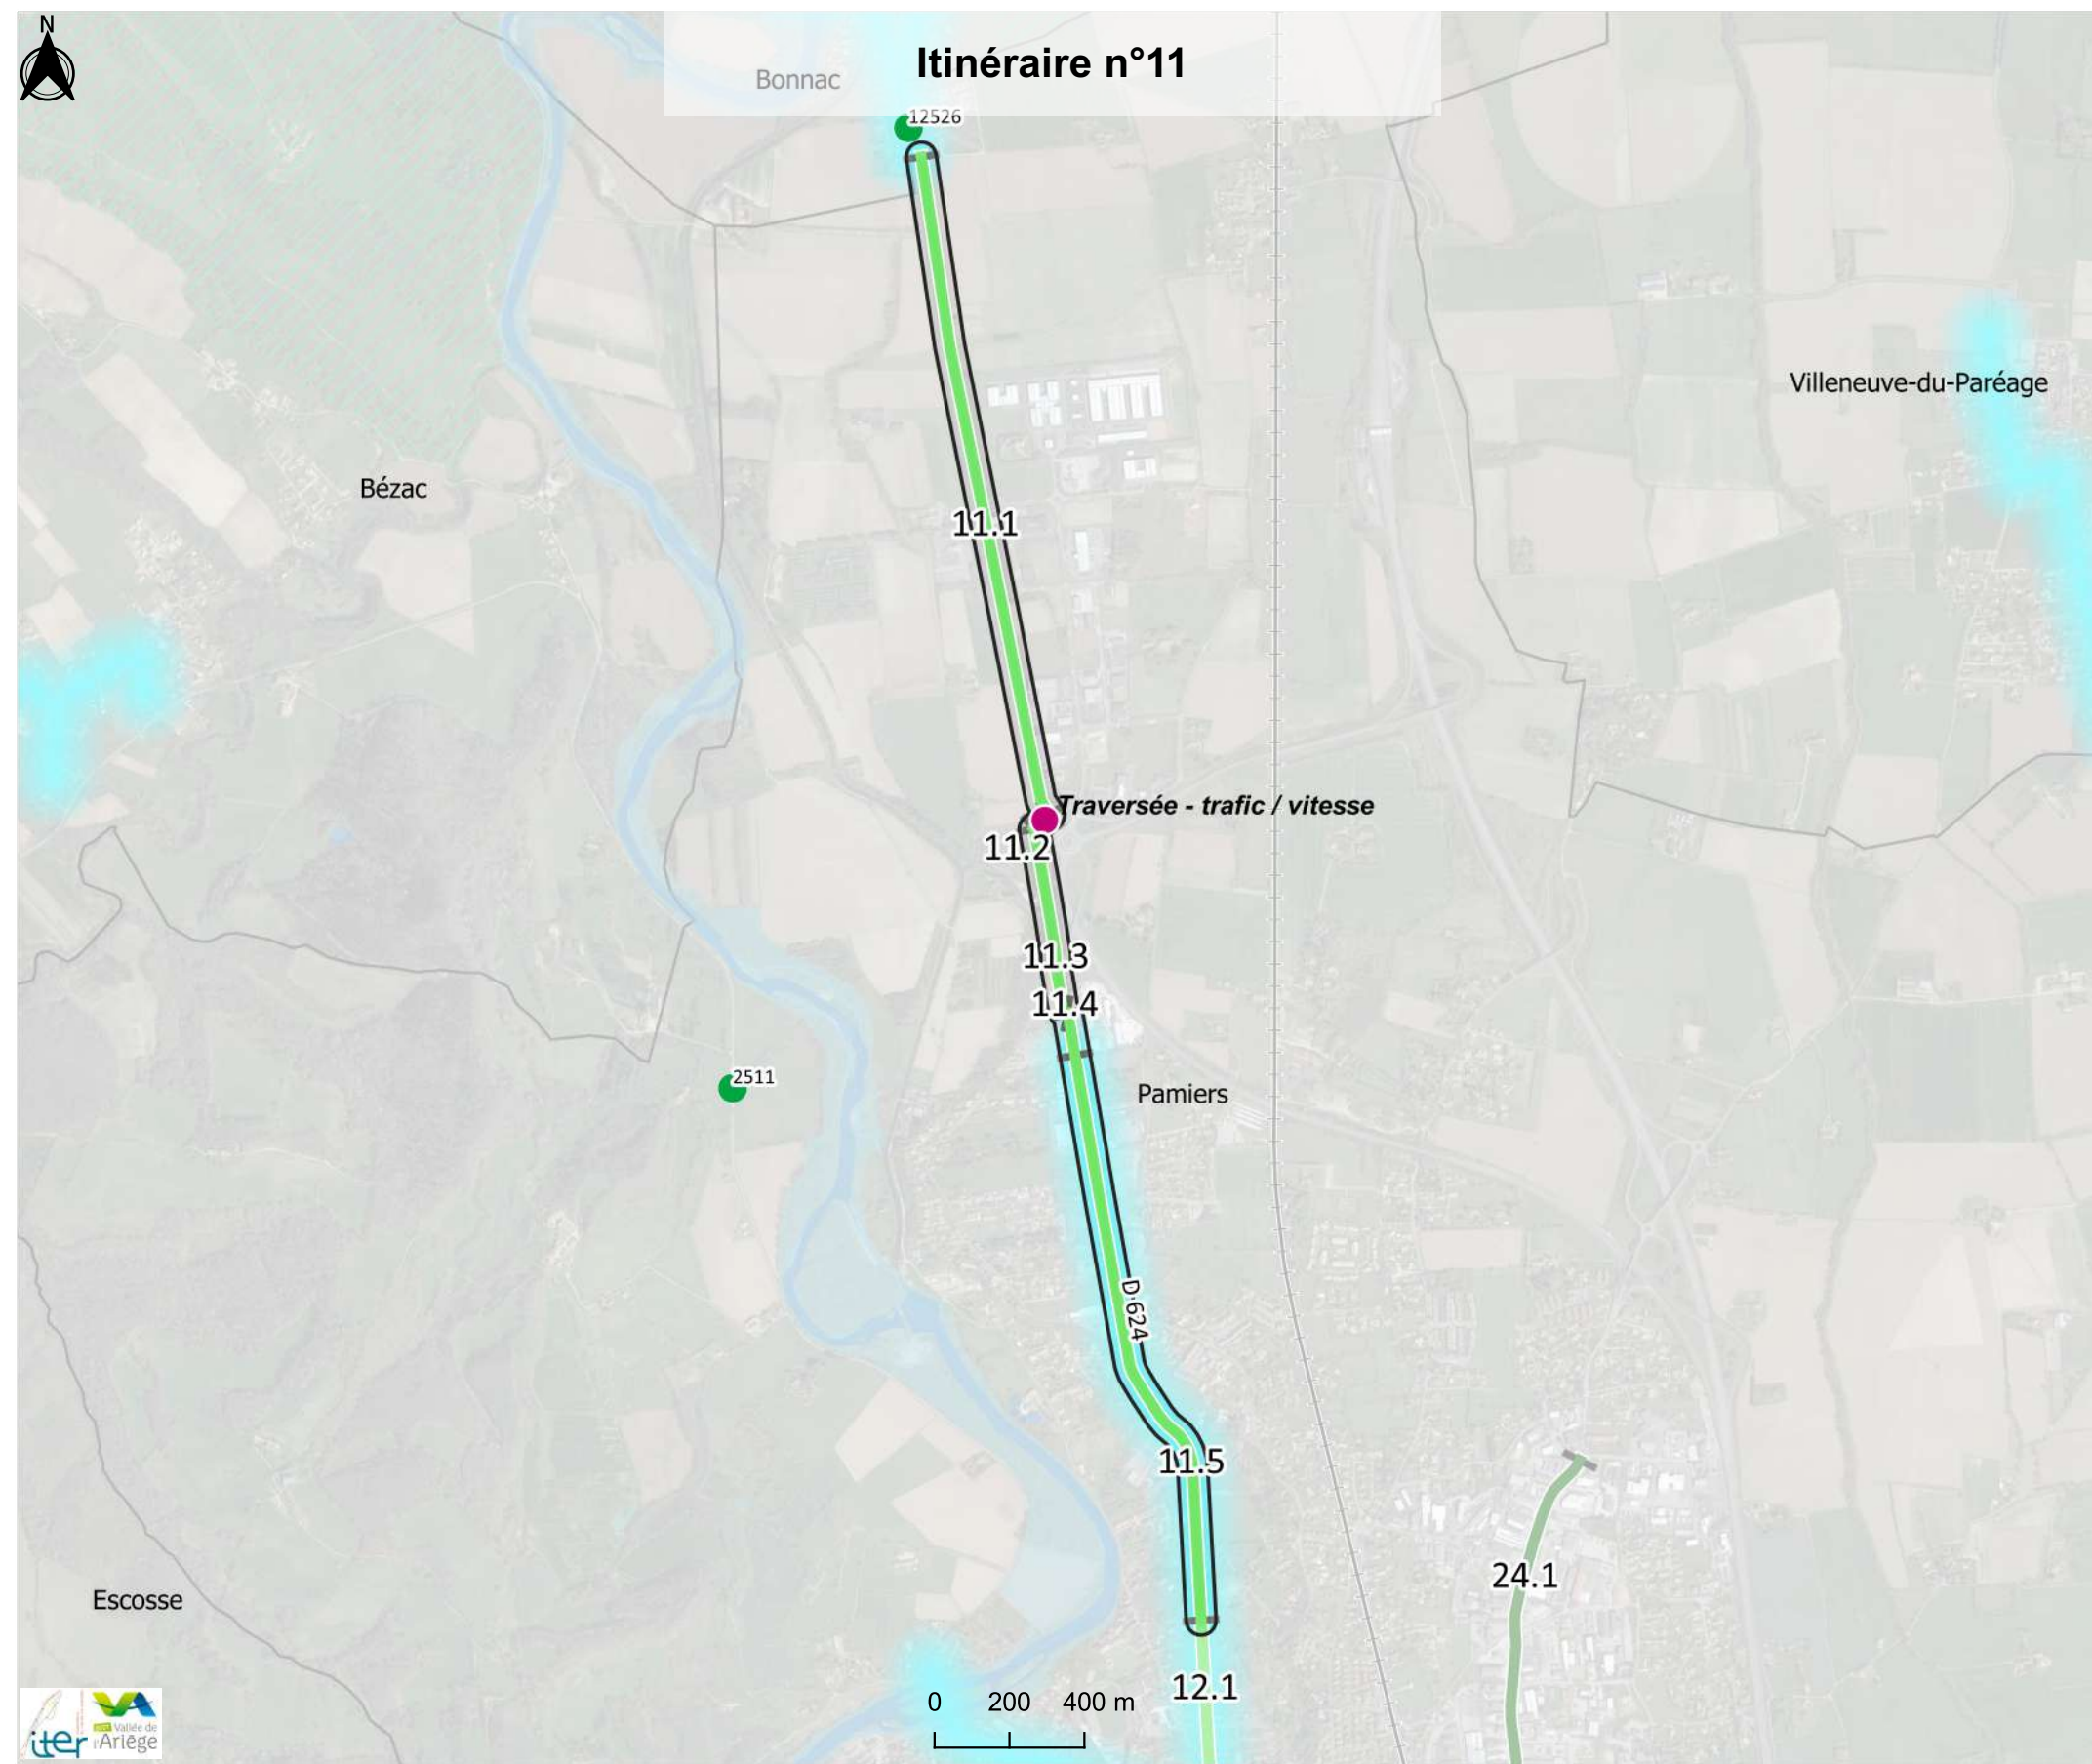 N
Itinéraire n°11
Bonnac
12526
Villeneuve-du-Paréage
Bézac
11.1
Traversée - trafic / vitesse
11.2
11.3
11.4
2511
Pamiers
D 624
11.5
24.1
Escosse
12.1
0 200 400 m
iter
Vallée de
l'Ariège